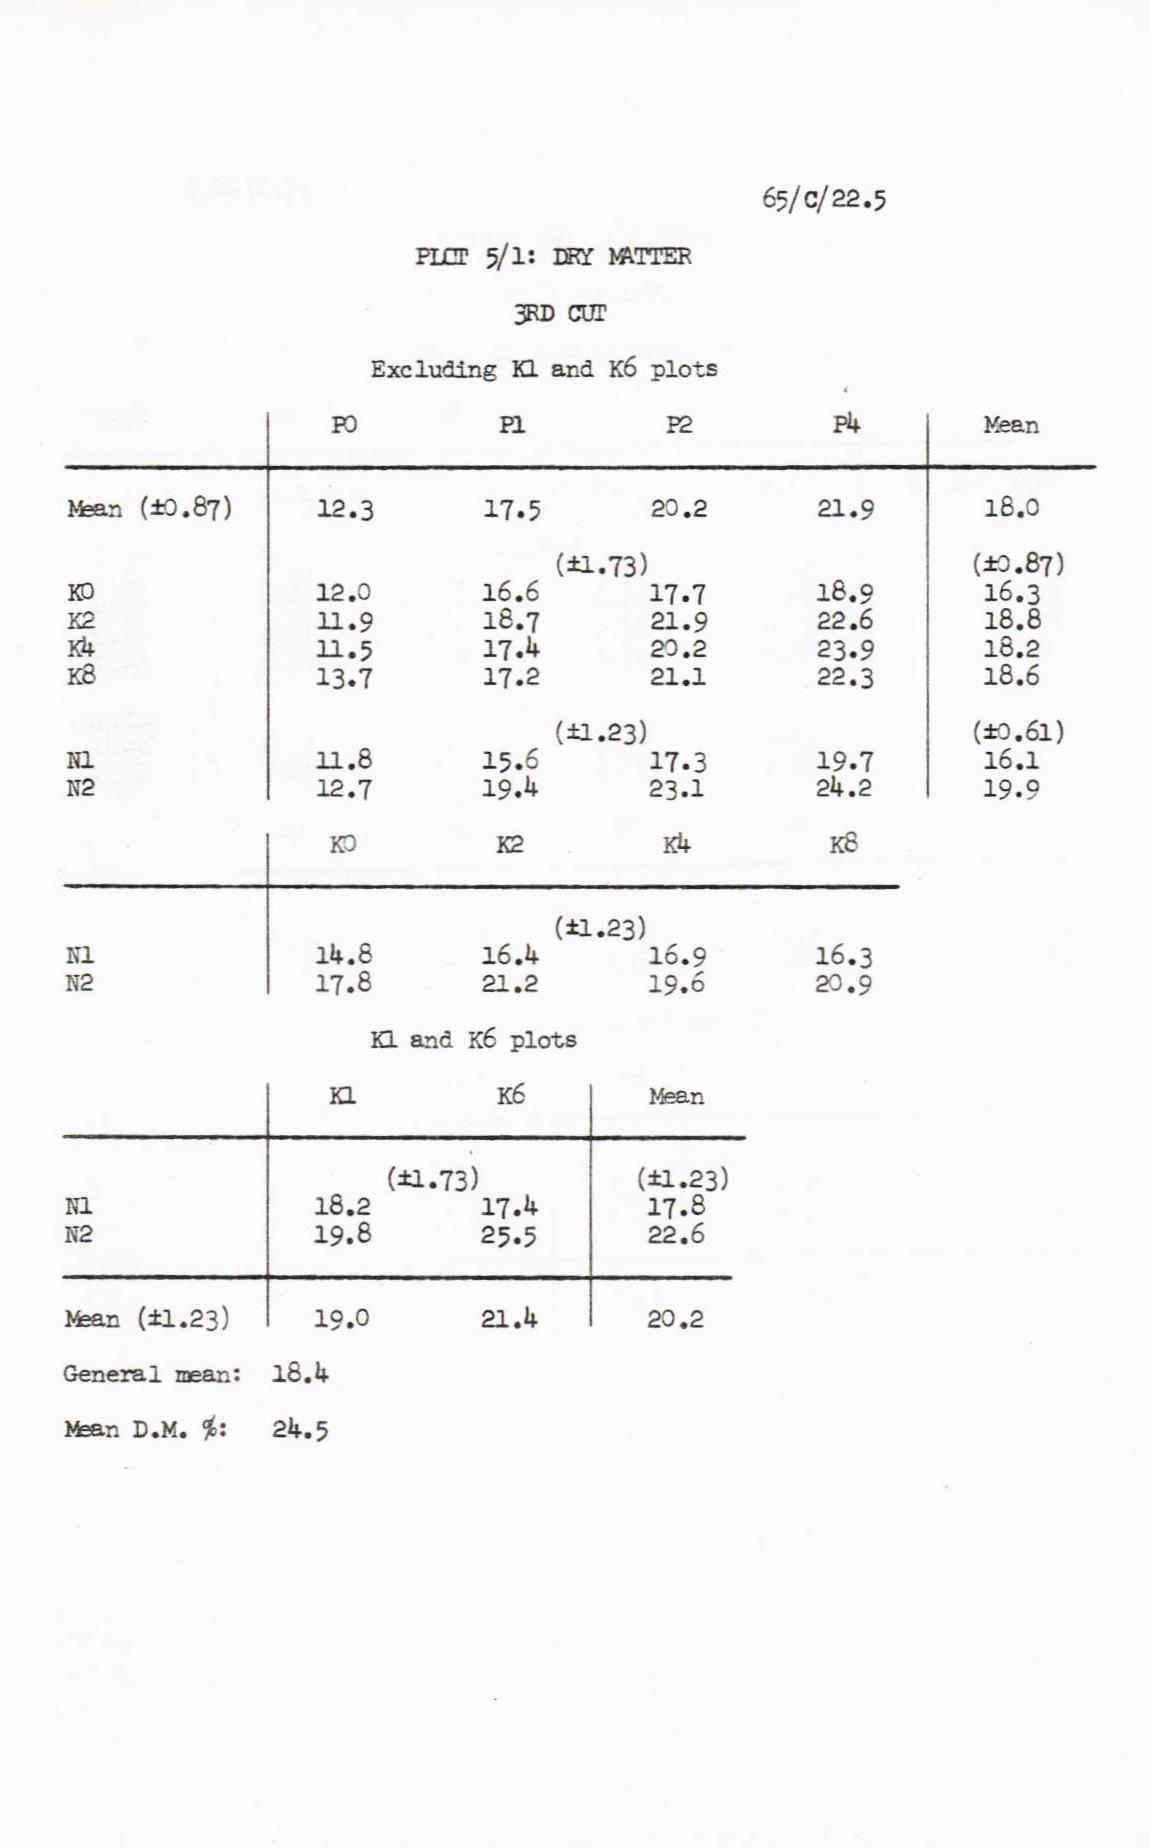 65/C/22.5
PLOT 5/1: DRY MATTER
3RD CUT
Excluding K1 and K6 plots
P0 P1 P2 P4 Mean
Mean (±0.87) 12.3 17.5 20.2 21.9 18.0
(±1.73) (±0.87)
K0 12.0 16.6 17.7 18.9 16.3
K2 11.9 18.7 21.9 22.6 18.8
K4 11.5 17.4 20.2 23.9 18.2
K8 13.7 17.2 21.1 22.3 18.6
(±1.23) (±0.61)
N1 11.8 15.6 17.3 19.7 16.1
N2 12.7 19.4 23.1 24.2 19.9
K0 K2 K4 K8
(±1.23)
N1 14.8 16.4 16.9 16.3
N2 17.8 21.2 19.6 20.9
K1 and K6 plots
K1 K6 Mean
(±1.73) (±1.23)
N1 18.2 17.4 17.8
N2 19.8 25.5 22.6
Mean (±1.23) 19.0 21.4 20.2
General mean: 18.4
Mean D.M. %: 24.5